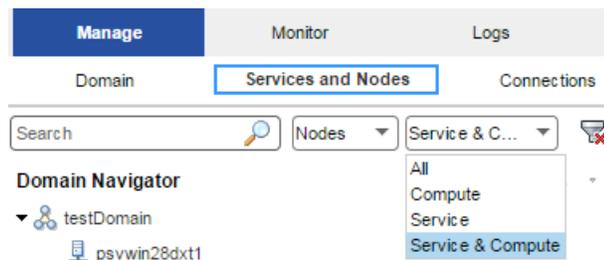 Manage Monitor Logs
Domain Services and Nodes Connections
Search Nodes Service & C...
All
Domain Navigator
Compute
testDomain
Service
Service & Compute
psvwin28dxt1